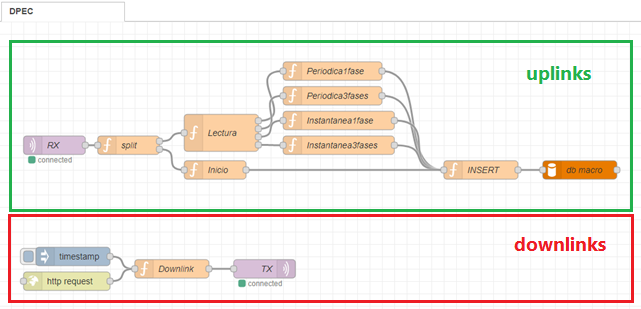 DPEC
uplinks
Periodica1fase
Periodica3fases
Instantanea1fase
Lectura
RX
split
Instantanea3fases
connected
Inicio
INSERT
db macro
downlinks
timestamp
Downlink
TX
http request
connected